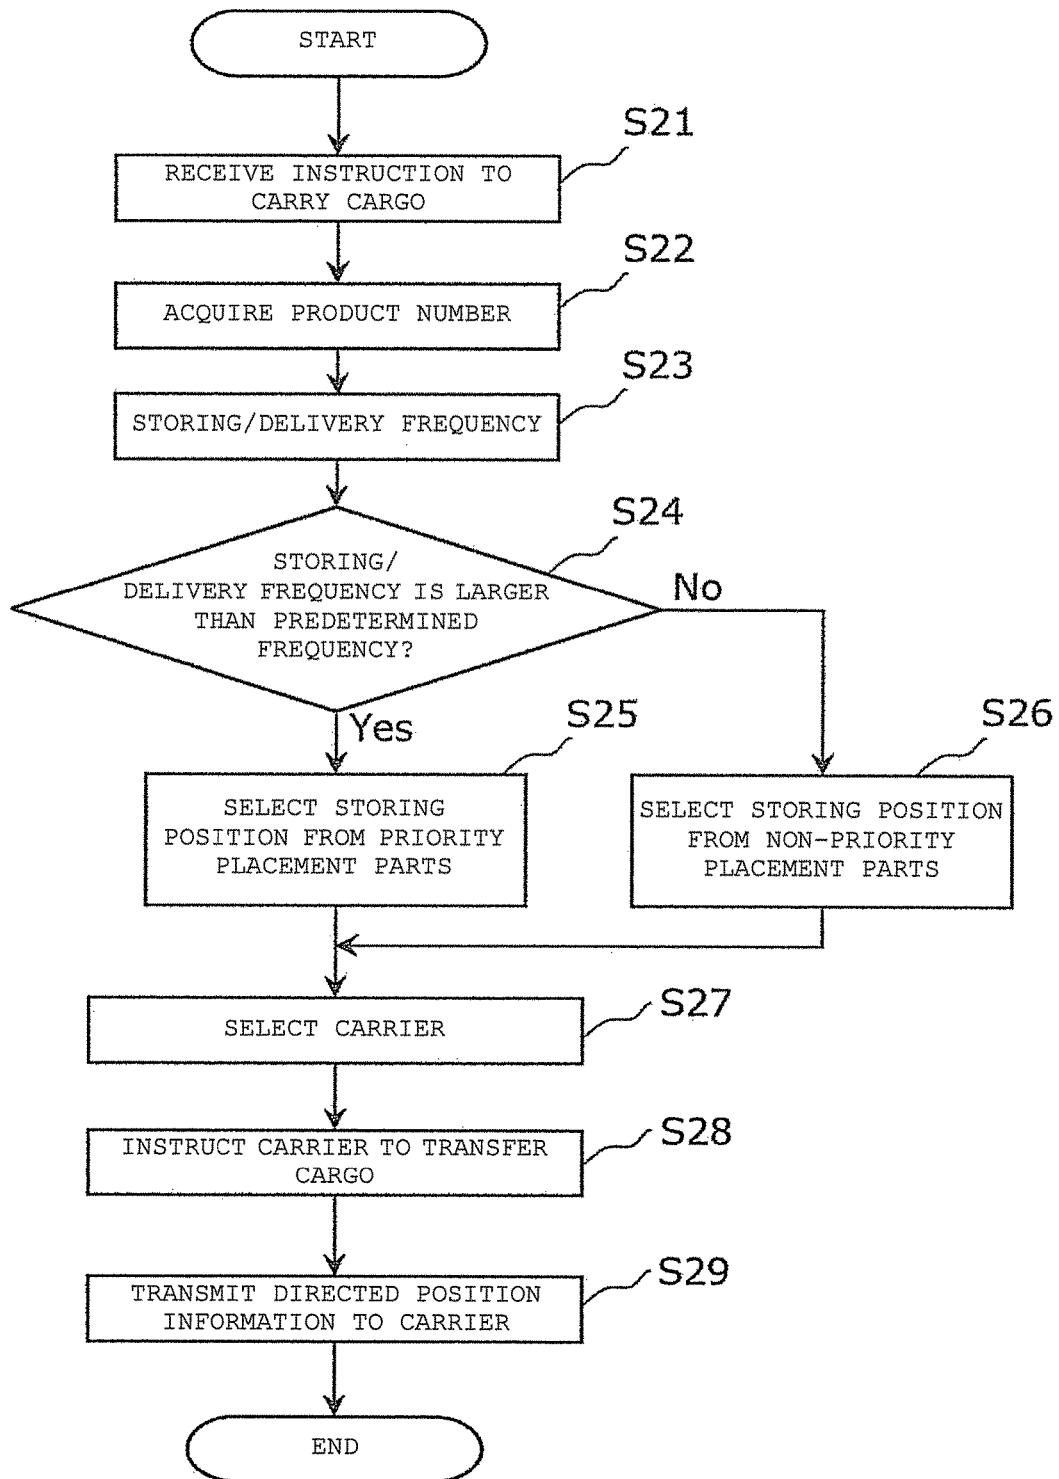 START
S21
RECEIVE INSTRUCTION TO
CARRY CARGO
S22
ACQUIRE PRODUCT NUMBER
S23
STORING/DELIVERY FREQUENCY
S24
STORING/
DELIVERY FREQUENCY IS LARGER
THAN PREDETERMINED
FREQUENCY?
No
Yes
S25
SELECT STORING
POSITION FROM PRIORITY
PLACEMENT PARTS
S26
SELECT STORING POSITION
FROM NON-PRIORITY
PLACEMENT PARTS
S27
SELECT CARRIER
S28
INSTRUCT CARRIER TO TRANSFER
CARGO
S29
TRANSMIT DIRECTED POSITION
INFORMATION TO CARRIER
END